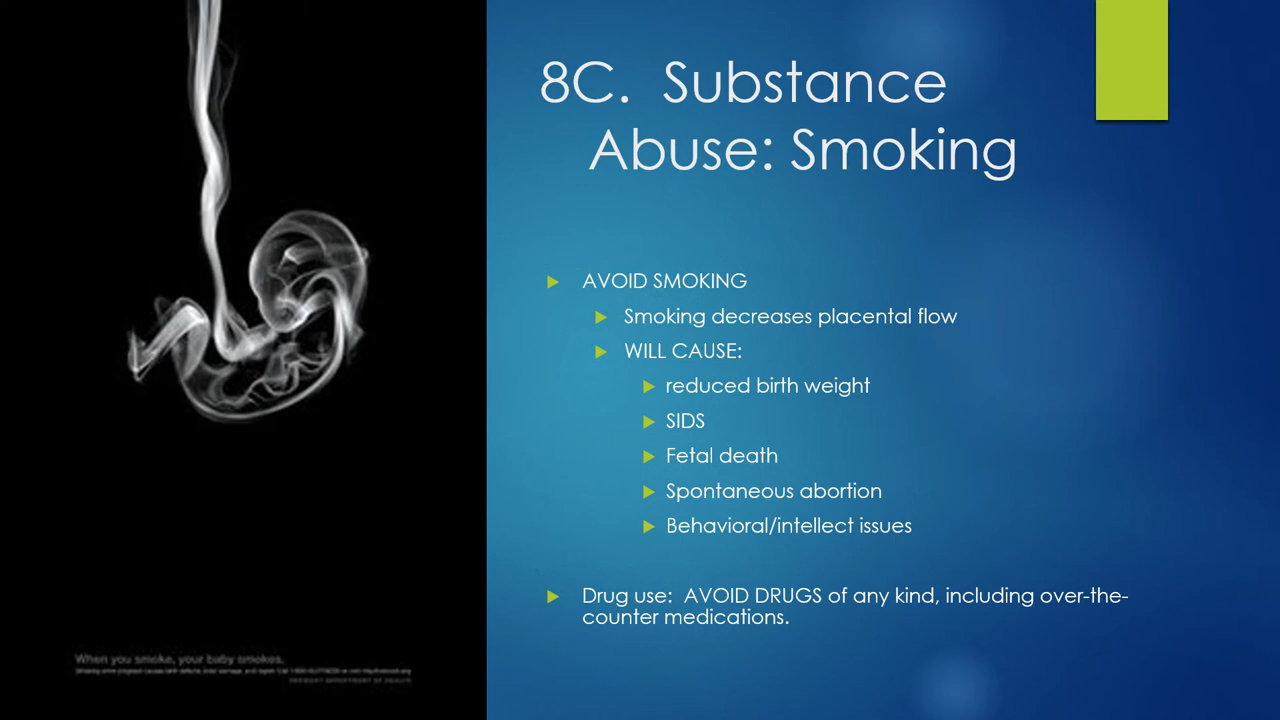 8C. Substance
Abuse: Smoking
AVOID SMOKING
Smoking decreases placental flow
WILL CAUSE:
reduced birth weight
SIDS
Fetal death
Spontaneous abortion
Behavioral/intellect issues
Drug use: AVOID DRUGS of any kind, including over-the-
counter medications.
When you smoke, your baby smokes.